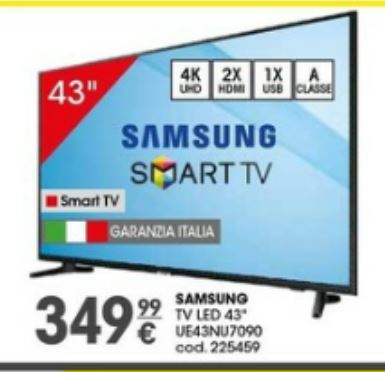 43"
4K UHD
2X HDMI
1X USB
A CLASSE
SAMSUNG
SMART TV
Smart TV
GARANZIA ITALIA
349,99 €
SAMSUNG
TV LED 43"
UE43NU7090
cod. 225459